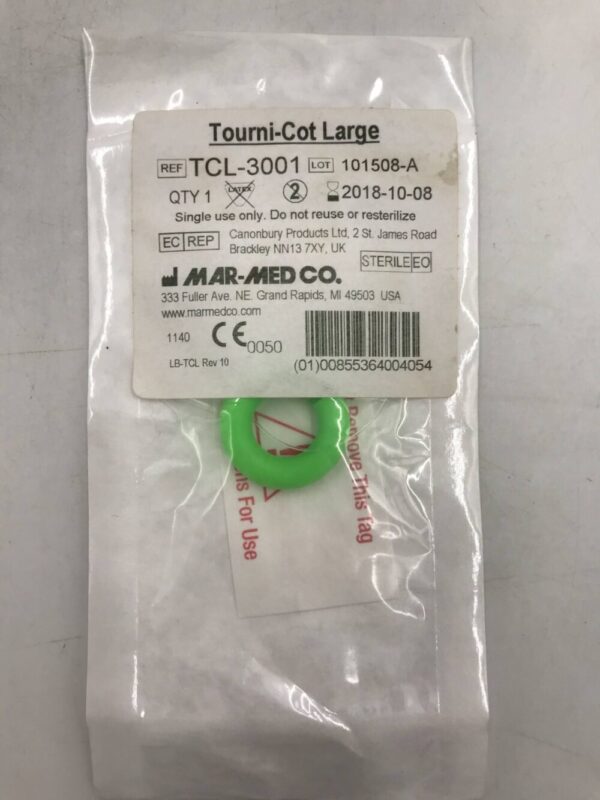 Tourni-Cot Large
REF TCL-3001 LOT 101508-A
QTY 1 LATEX 2 2018-10-08
Single use only. Do not reuse or resterilize
EC REP Canonbury Products Ltd, 2 St. James Road
Brackley NN13 7XY, UK
STERILE EO
MAR-MED CO.
333 Fuller Ave. NE. Grand Rapids, MI 49503 USA
www.marmedco.com
1140 CE 0050
LB-TCL Rev 10 (01)00855364004054
Remove This Tag
For Use